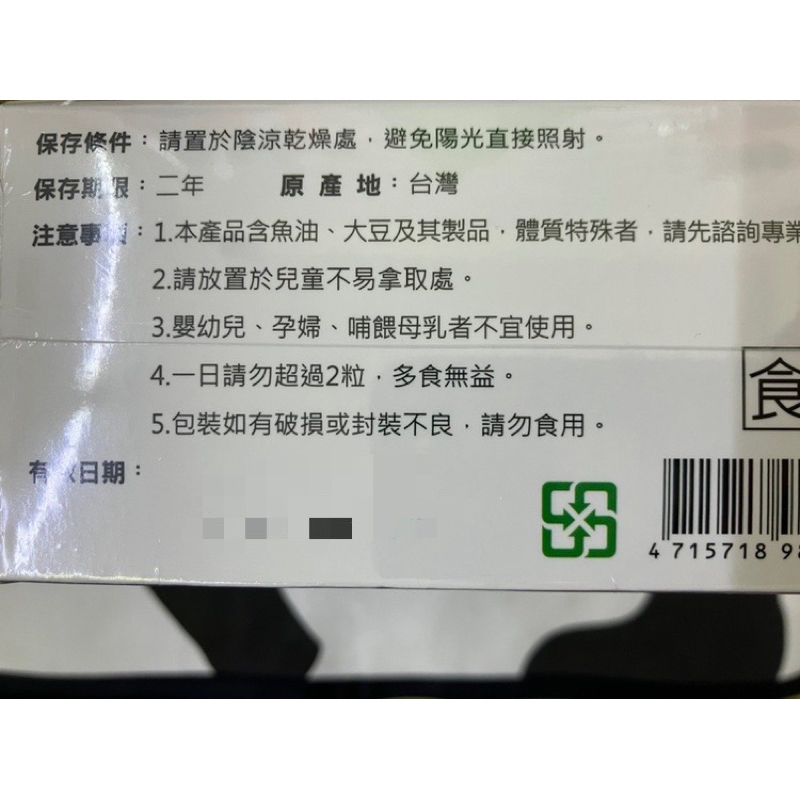 保存條件：請置於陰涼乾燥處，避免陽光直接照射。
保存期限：二年 原產地：台灣
注意事項：1.本產品含魚油、大豆及其製品，體質特殊者，請先諮詢專業
2.請放置於兒童不易拿取處。
3.嬰幼兒、孕婦、哺餵母乳者不宜使用。
4.一日請勿超過2粒，多食無益。
5.包裝如有破損或封裝不良，請勿食用。
食
有效日期：
4 715718 98